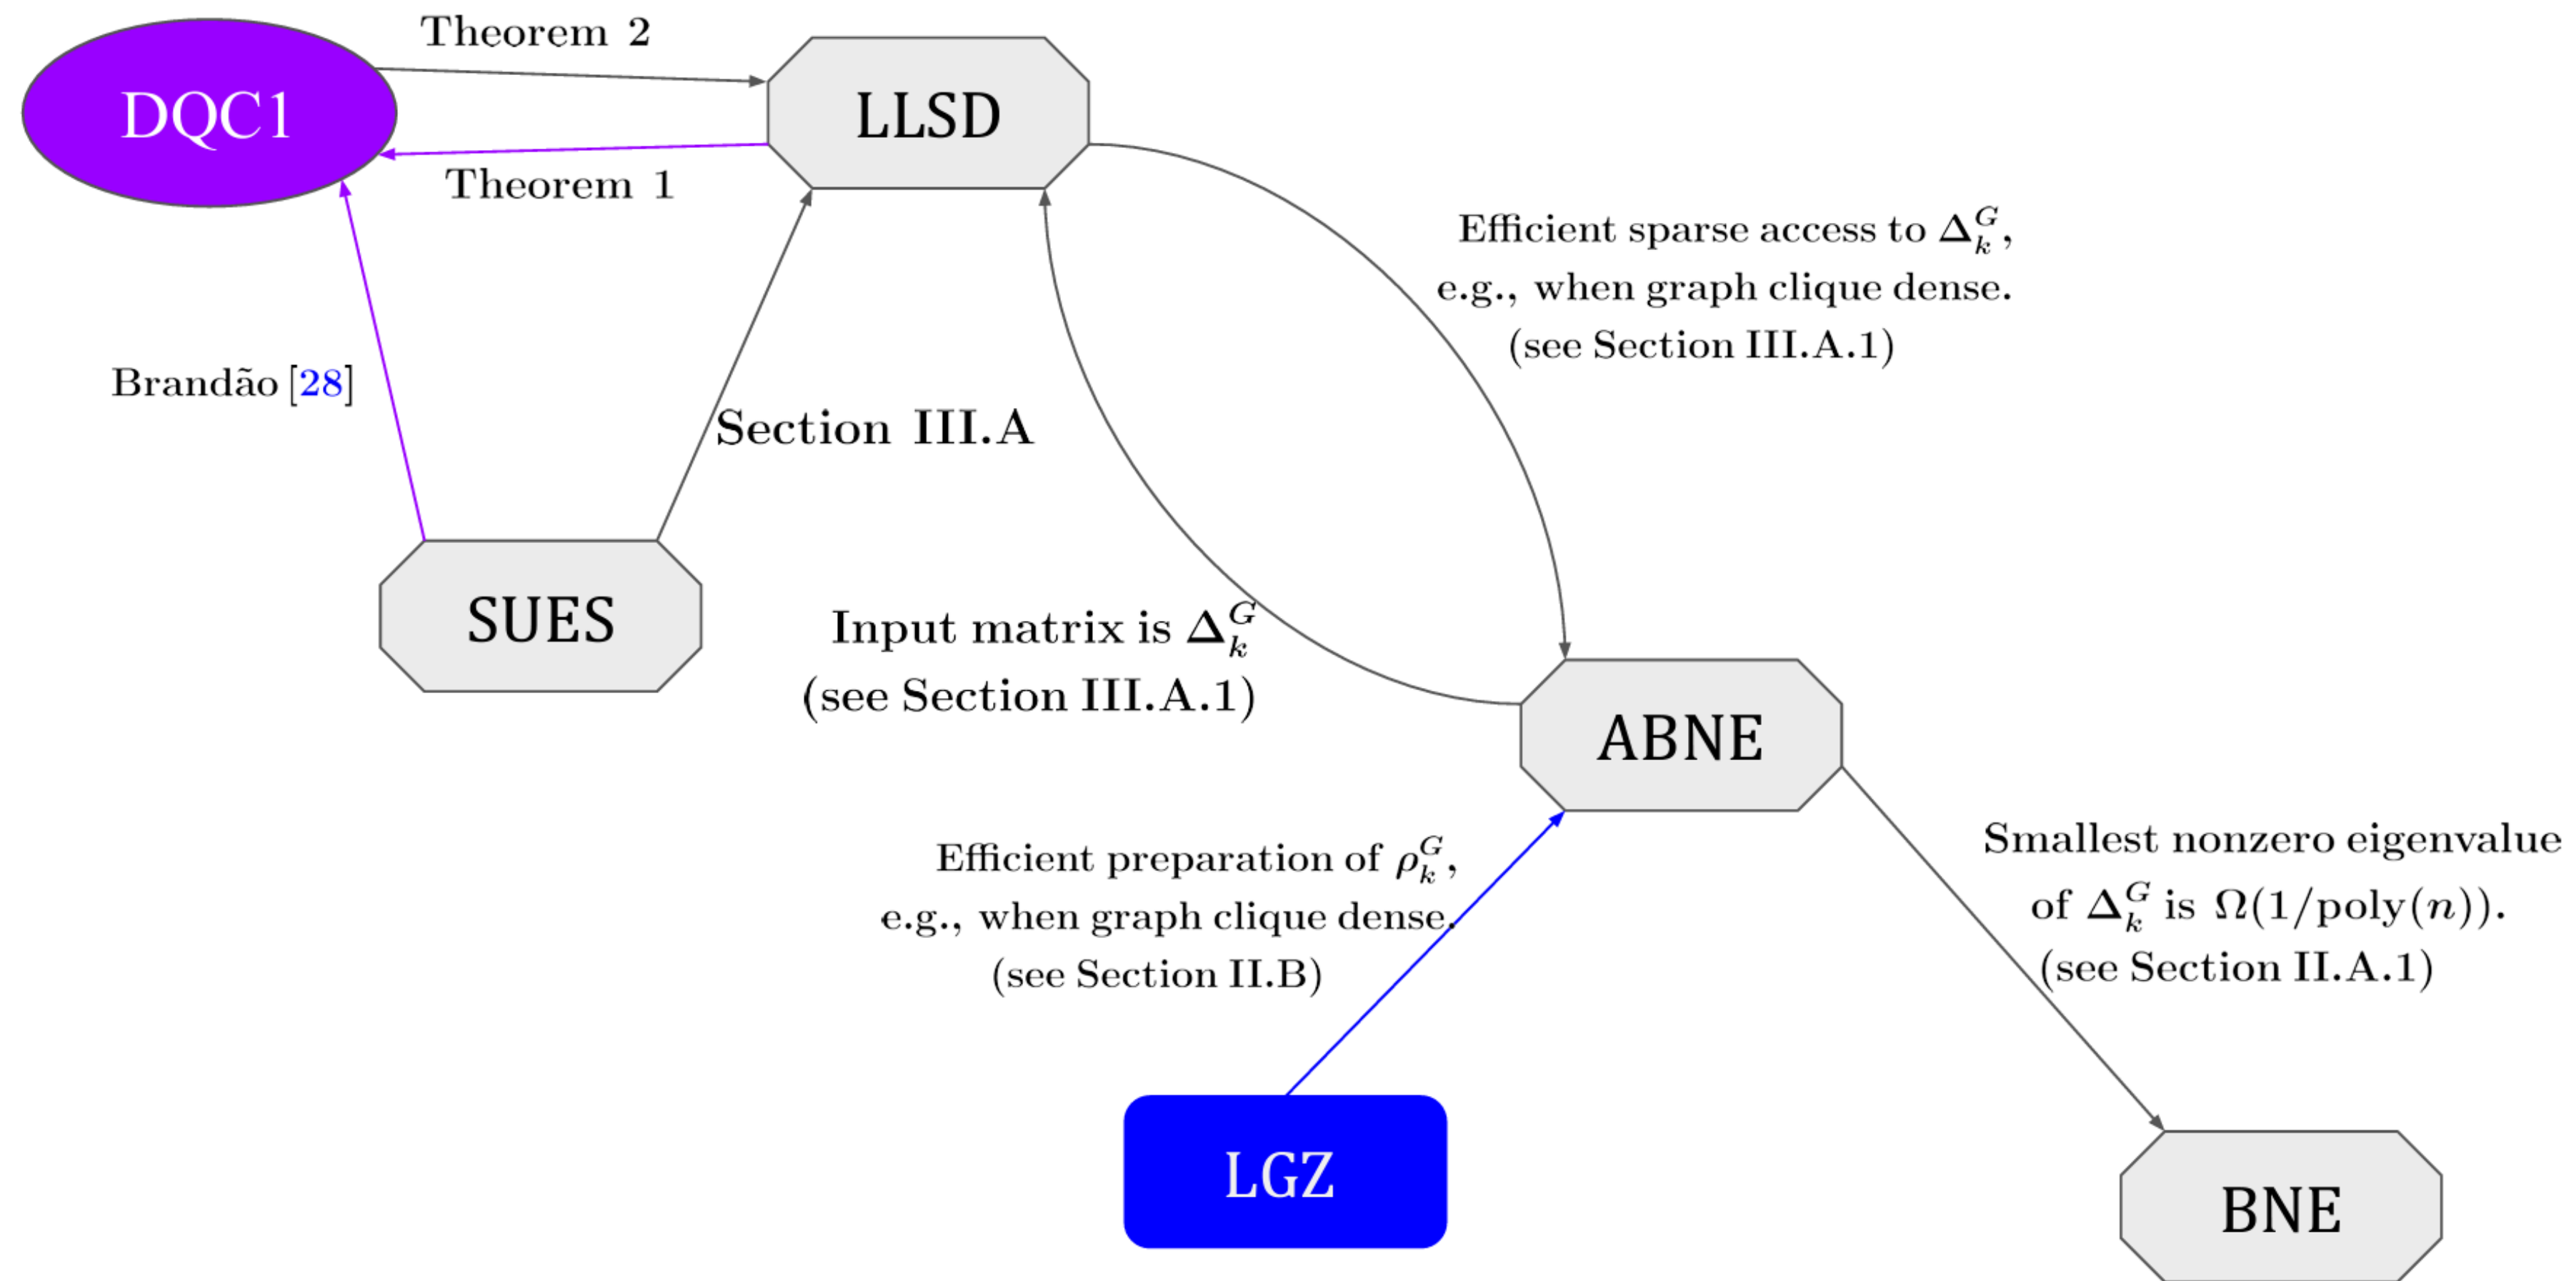 Theorem 2
DQC1
LLSD
Theorem 1
Efficient sparse access to Δ_k^G,
e.g., when graph clique dense.
(see Section III.A.1)
Brandão [28]
Section III.A
SUES
Input matrix is Δ_k^G
(see Section III.A.1)
ABNE
Efficient preparation of ρ_k^G,
e.g., when graph clique dense.
(see Section II.B)
Smallest nonzero eigenvalue
of Δ_k^G is Ω(1/poly(n)).
(see Section II.A.1)
LGZ
BNE